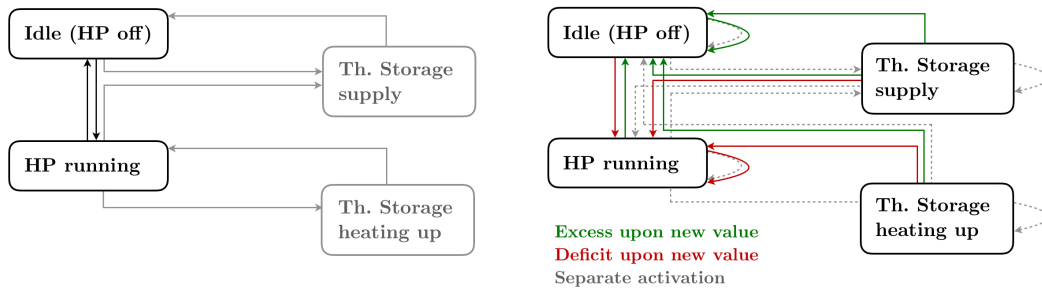 Idle (HP off)
Th. Storage
supply
HP running
Th. Storage
heating up
Idle (HP off)
Th. Storage
supply
HP running
Th. Storage
heating up
Excess upon new value
Deficit upon new value
Separate activation